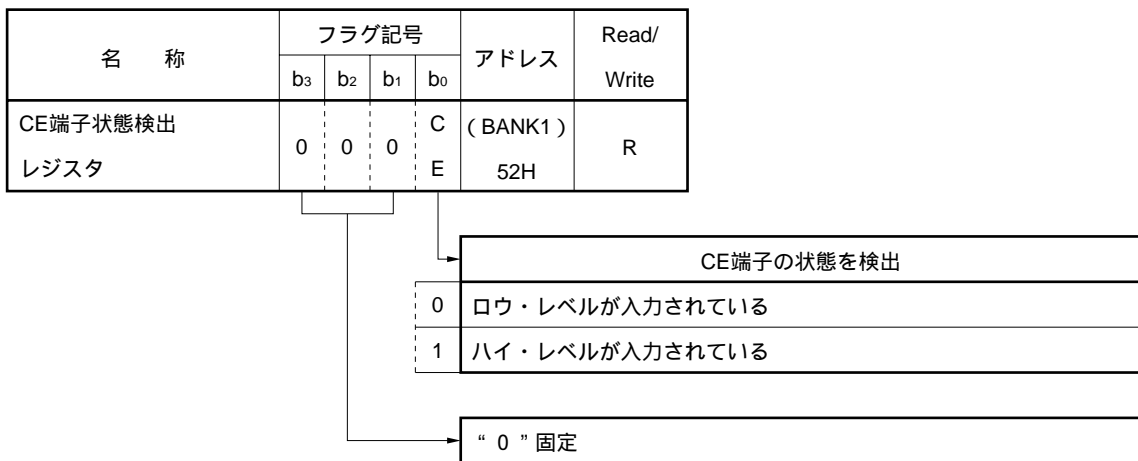 名 称 フラグ記号 アドレス Read/
Write
b3 b2 b1 b0
CE端子状態検出
レジスタ
0 0 0 C
E
(BANK1)
52H
R
CE端子の状態を検出
0 ロウ・レベルが入力されている
1 ハイ・レベルが入力されている
“0”固定